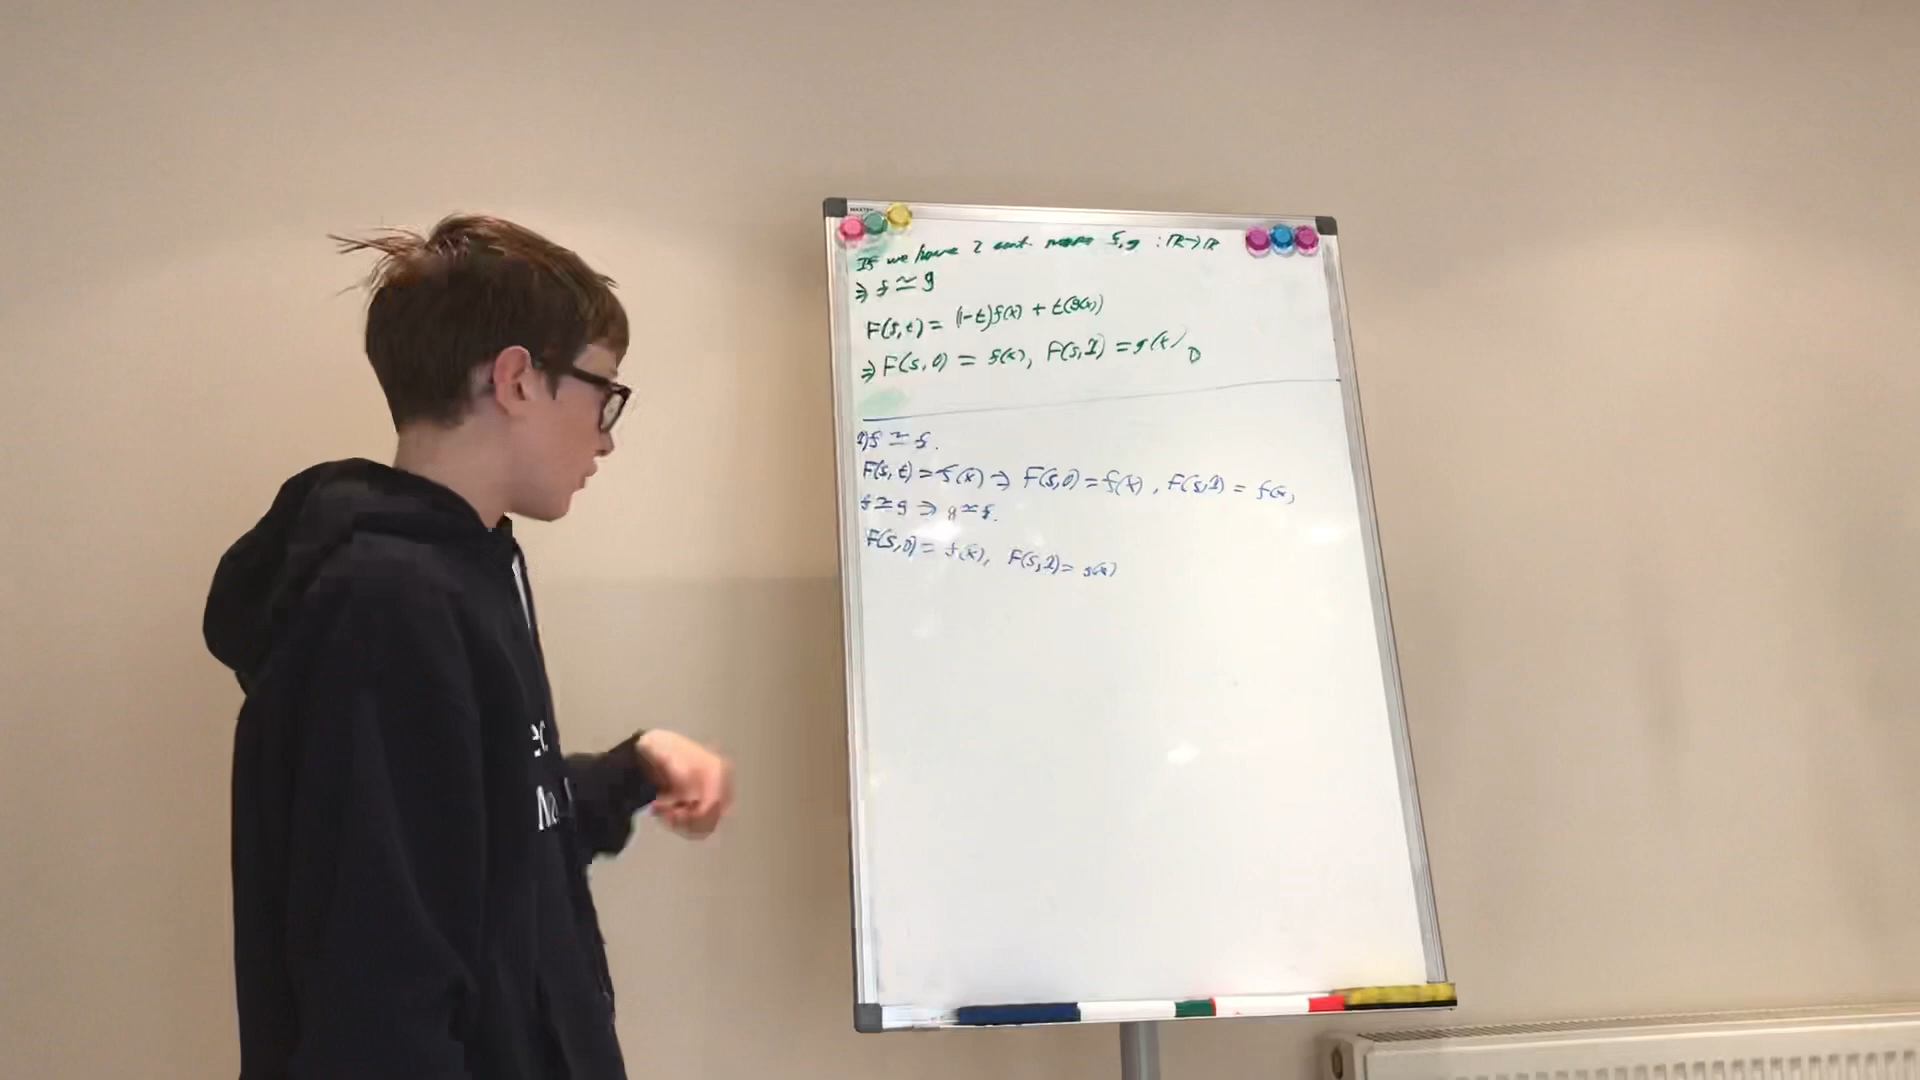 If we have 2 cont. maps f,g : ℝ→ℝ
⇒ f ≃ g
F(s,t) = (1-t)f(x) + t(g(x))
⇒ F(s,0) = f(x), F(s,1) = g(x) □
1) f ≃ f.
F(s,t) = f(x) ⇒ F(s,0) = f(x), F(s,1) = f(x)
f ≃ g ⇒ g ≃ f.
F(s,0) = f(x), F(s,1) = g(x)